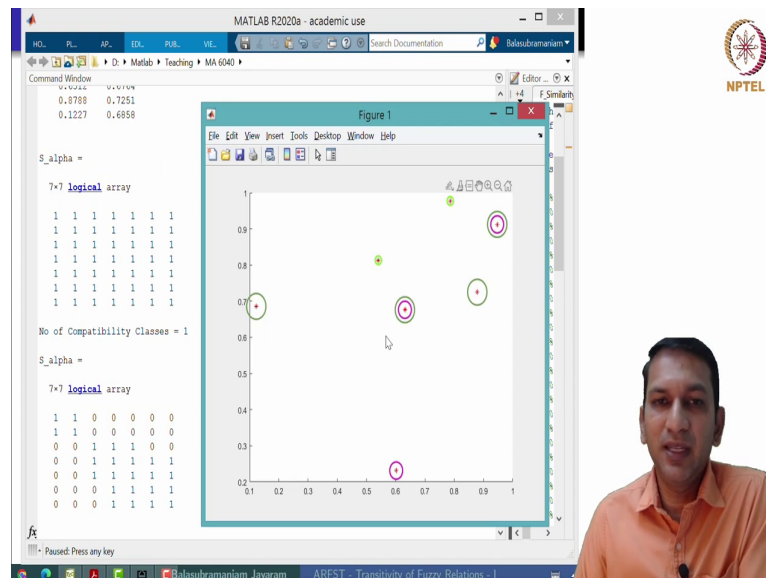 MATLAB R2020a - academic use
HO... PL... AP... EDI... PUB... VIE... Search Documentation Balasubramaniam
D: Matlab Teaching MA 6040
Command Window Editor ...
+4 F_Similarity
0.8788 0.7251
0.1227 0.6858
S_alpha =
7×7 logical array
1 1 1 1 1 1 1
1 1 1 1 1 1 1
1 1 1 1 1 1 1
1 1 1 1 1 1 1
1 1 1 1 1 1 1
1 1 1 1 1 1 1
1 1 1 1 1 1 1
No of Compatibility Classes = 1
S_alpha =
7×7 logical array
1 1 0 0 0 0 0
1 1 0 0 0 0 0
0 0 1 1 1 0 0
0 0 1 1 1 1 1
0 0 1 1 1 1 1
0 0 0 1 1 1 1
0 0 0 1 1 1 1
fx
Paused: Press any key
Figure 1
File Edit View Insert Tools Desktop Window Help
1
0.9
0.8
0.7
0.6
0.5
0.4
0.3
0.2
0.1 0.2 0.3 0.4 0.5 0.6 0.7 0.8 0.9 1
NPTEL
Balasubramaniam Jayaram AREST - Transitivity of Fuzzy Relations - I